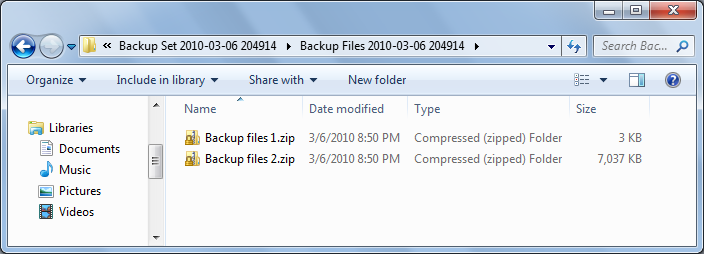 « Backup Set 2010-03-06 204914 Backup Files 2010-03-06 204914 Search Bac...
Organize Include in library Share with New folder
Name Date modified Type Size
Libraries
Documents
Music
Pictures
Videos
Backup files 1.zip 3/6/2010 8:50 PM Compressed (zipped) Folder 3 KB
Backup files 2.zip 3/6/2010 8:50 PM Compressed (zipped) Folder 7,037 KB